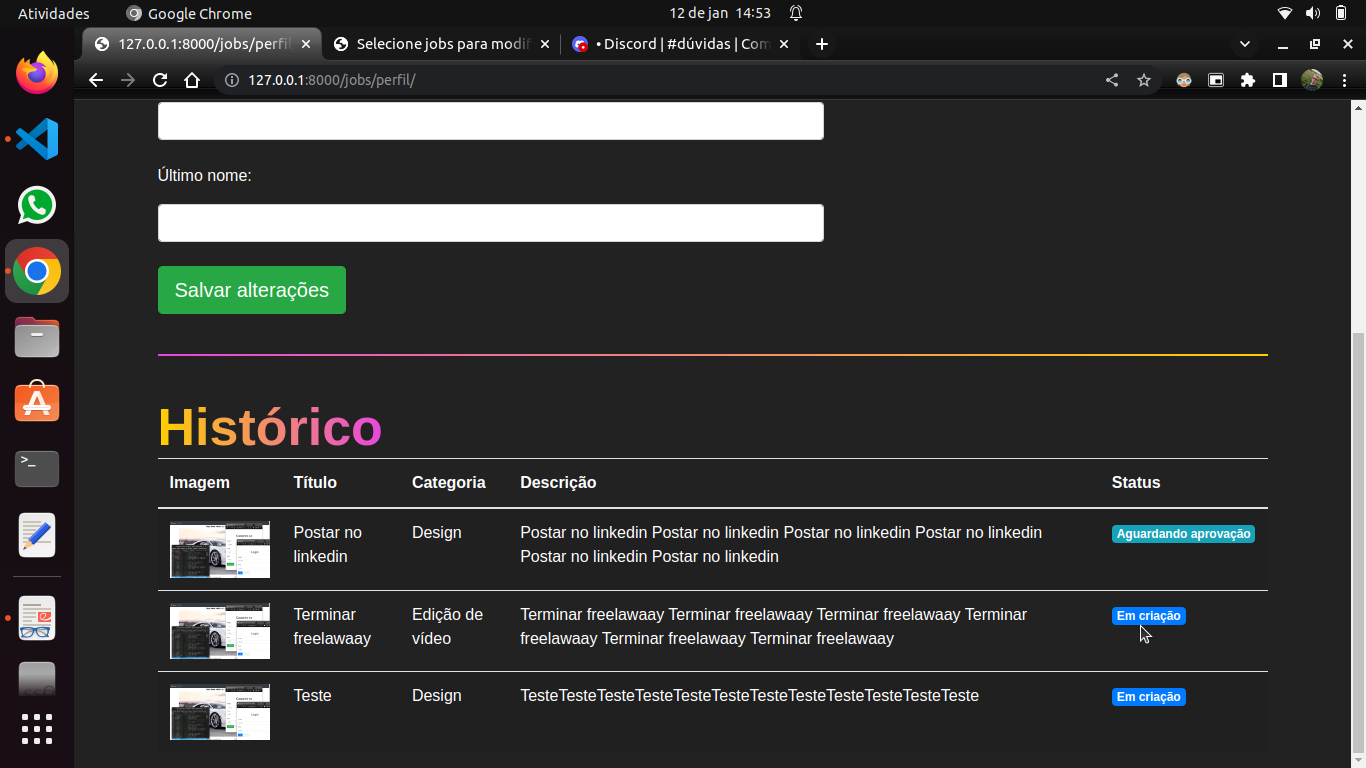 Atividades
Google Chrome
12 de jan 14:53
127.0.0.1:8000/jobs/perfil
Selecione jobs para modif
• Discord | #dúvidas | Com
127.0.0.1:8000/jobs/perfil/
Último nome:
Salvar alterações
Histórico
Imagem Título Categoria Descrição Status
Postar no linkedin
Design
Postar no linkedin Postar no linkedin Postar no linkedin Postar no linkedin
Postar no linkedin Postar no linkedin
Aguardando aprovação
Terminar
freelawaay
Edição de
vídeo
Terminar freelawaay Terminar freelawaay Terminar freelawaay Terminar
freelawaay Terminar freelawaay Terminar freelawaay
Em criação
Teste
Design
TesteTesteTesteTesteTesteTesteTesteTesteTesteTesteTesteTeste
Em criação